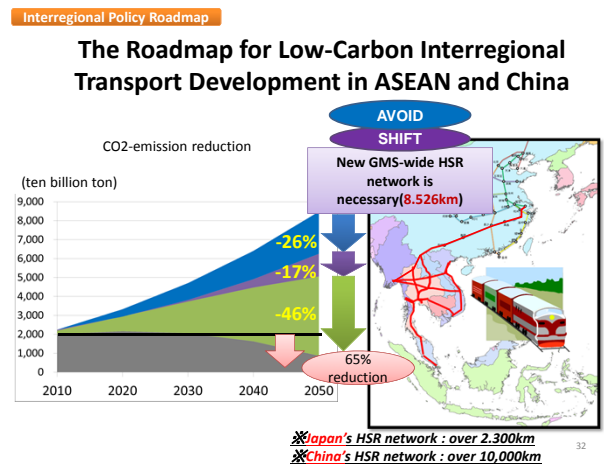 Interregional Policy Roadmap
The Roadmap for Low-Carbon Interregional
Transport Development in ASEAN and China
AVOID
SHIFT
CO2-emission reduction
New GMS-wide HSR
network is
necessary(8.526km)
(ten billion ton)
9,000
8,000
7,000
6,000
5,000
4,000
3,000
2,000
1,000
0
-26%
-17%
-46%
65%
reduction
2010
2020
2030
2040
2050
※Japan's HSR network : over 2.300km
※China's HSR network : over 10,000km
32